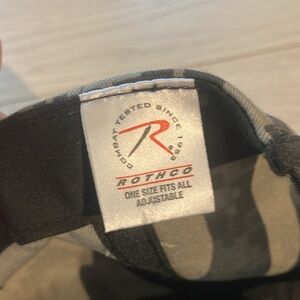 COMBAT TESTED SINCE 1953
R
ROTHCO
ONE SIZE FITS ALL
ADJUSTABLE